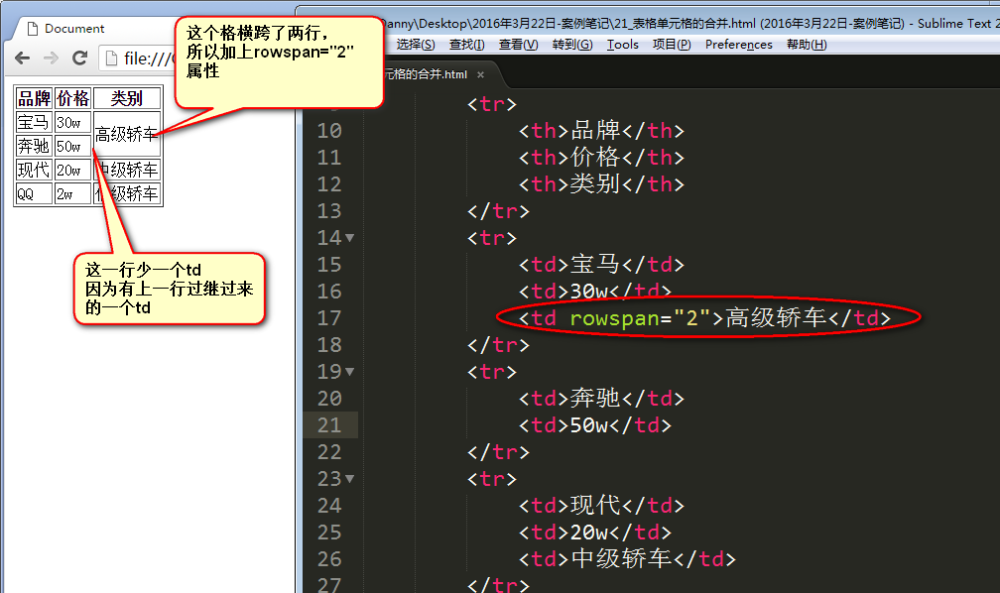 Document
这个格横跨了两行，
所以加上rowspan="2"
属性
file:///
Danny\Desktop\2016年3月22日-案例笔记\21_表格单元格的合并.html (2016年3月22日-案例笔记) - Sublime Text 2
选择(S) 查找(I) 查看(V) 转到(G) Tools 项目(P) Preferences 帮助(H)
元格的合并.html ×
品牌 价格 类别
宝马 30w 高级轿车
奔驰 50w
现代 20w 中级轿车
QQ 2w 级轿车
这一行少一个td
因为有上一行过继过来
的一个td
<tr>
10 <th>品牌</th>
11 <th>价格</th>
12 <th>类别</th>
13 </tr>
14 <tr>
15 <td>宝马</td>
16 <td>30w</td>
17 <td rowspan="2">高级轿车</td>
18 </tr>
19 <tr>
20 <td>奔驰</td>
21 <td>50w</td>
22 </tr>
23 <tr>
24 <td>现代</td>
25 <td>20w</td>
26 <td>中级轿车</td>
27 </tr>